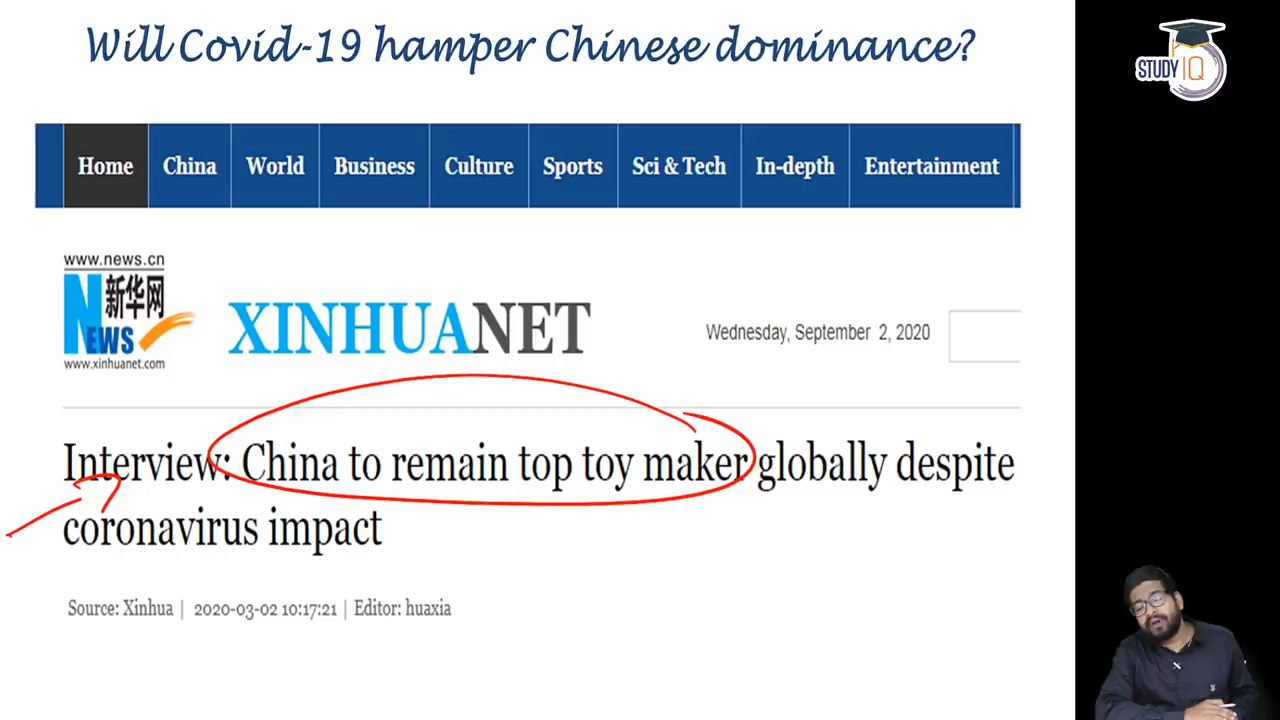 Will Covid-19 hamper Chinese dominance?
STUDY IQ
Home China World Business Culture Sports Sci & Tech In-depth Entertainment
www.news.cn
新华网
NEWS
www.xinhuanet.com
XINHUANET
Wednesday, September 2, 2020
Interview: China to remain top toy maker globally despite
coronavirus impact
Source: Xinhua | 2020-03-02 10:17:21 | Editor: huaxia